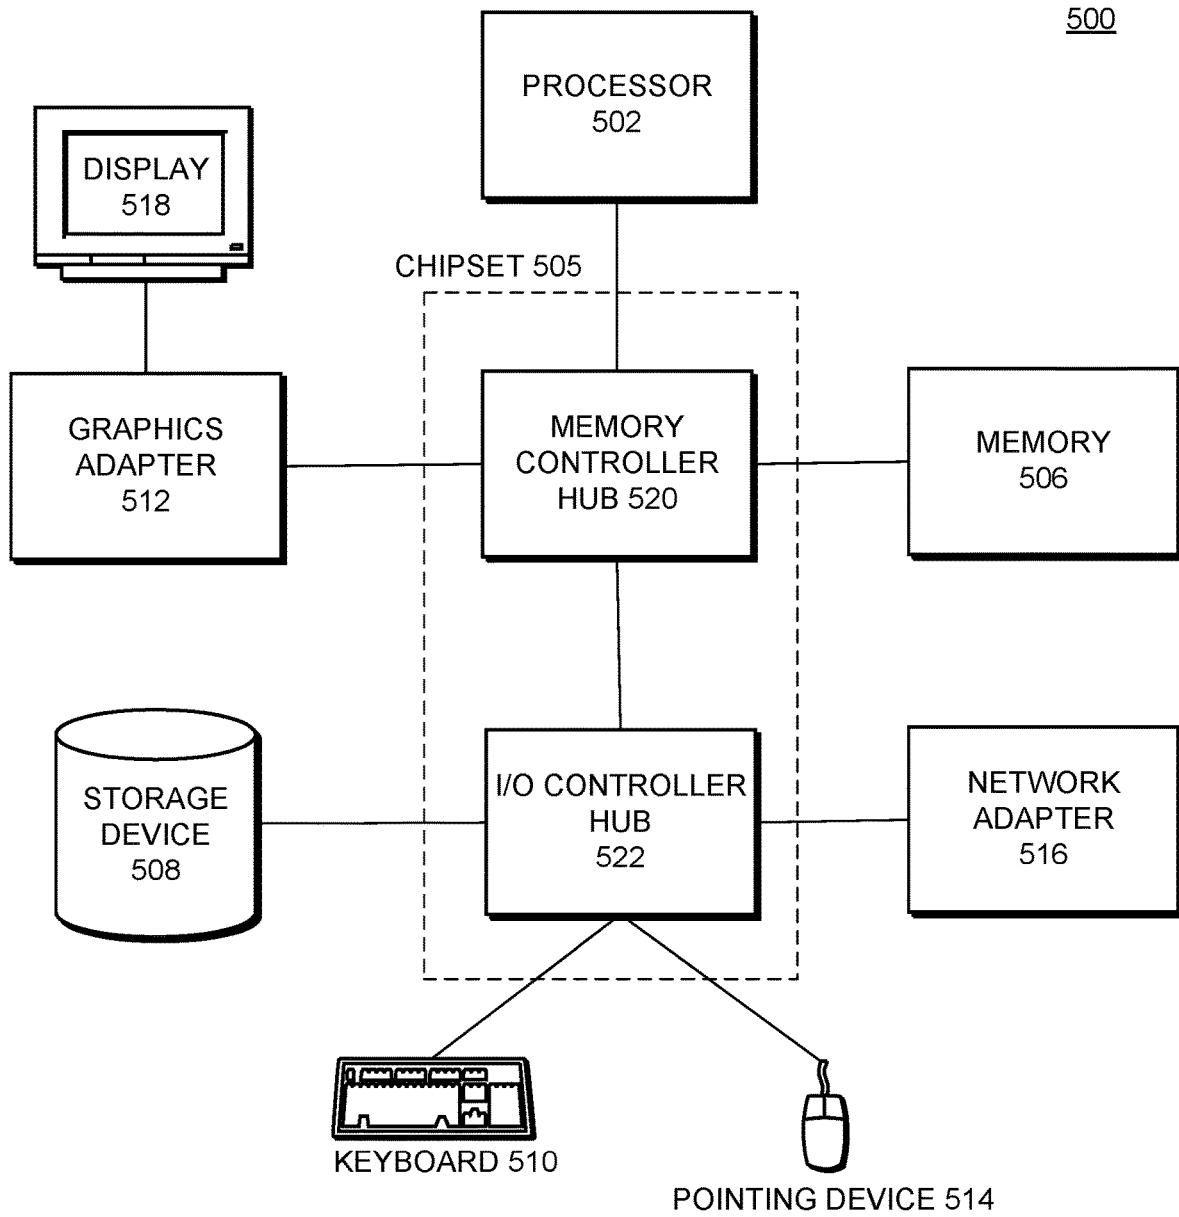 500
PROCESSOR
502
DISPLAY
518
CHIPSET 505
GRAPHICS
ADAPTER
512
MEMORY
CONTROLLER
HUB 520
MEMORY
506
STORAGE
DEVICE
508
I/O CONTROLLER
HUB
522
NETWORK
ADAPTER
516
KEYBOARD 510
POINTING DEVICE 514